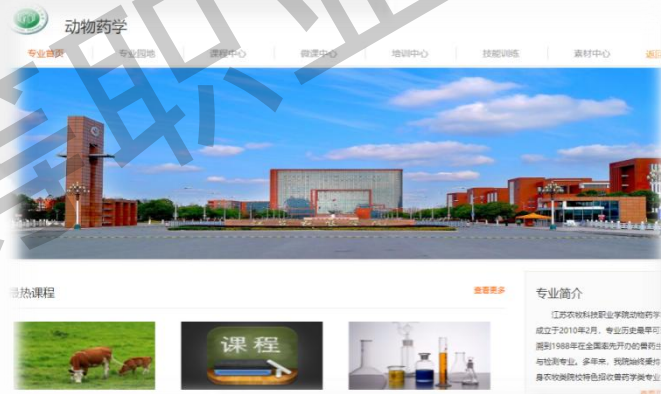 动物药学
专业首页 专业园地 课程中心 微课中心 培训中心 技能训练 素材中心
热课程 查看更多
课程
专业简介
江苏农牧科技职业学院动物药学
成立于2010年2月，专业历史最早可
溯到1988年在全国率先开办的兽药生
与检测专业。多年来，我院始终秉持
身农牧类院校特色招收兽药学类专业